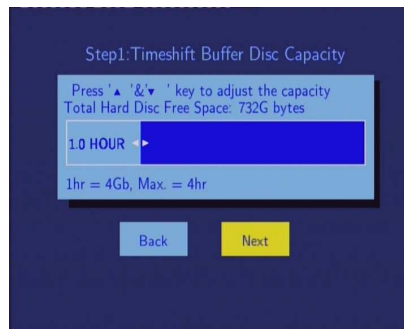 Step1:Timeshift Buffer Disc Capacity
Press '▲ '&'▼ ' key to adjust the capacity
Total Hard Disc Free Space: 732G bytes
1.0 HOUR
1hr = 4Gb, Max. = 4hr
Back
Next